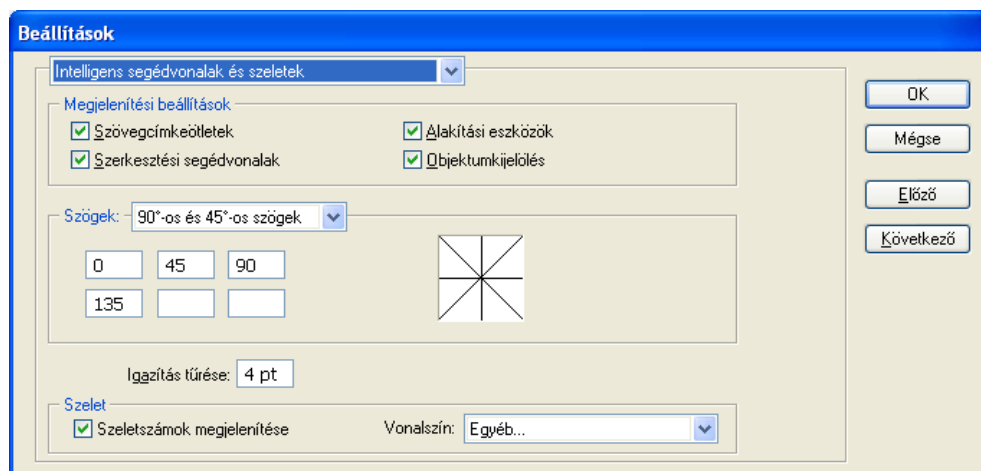 Beállítások
Intelligens segédvonalak és szeletek
Megjelenítési beállítások
Szövegcímkeötletek
Alakítási eszközök
Szerkesztési segédvonalak
Objektumkijelölés
Szögek: 90°-os és 45°-os szögek
0 45 90
135
Igazítás tűrése: 4 pt
Szelet
Szeletszámok megjelenítése
Vonalszín: Egyéb...
OK
Mégse
Előző
Következő